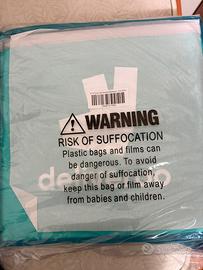 WARNING
RISK OF SUFFOCATION
Plastic bags and films can
be dangerous. To avoid
danger of suffocation,
keep this bag or film away
from babies and children.